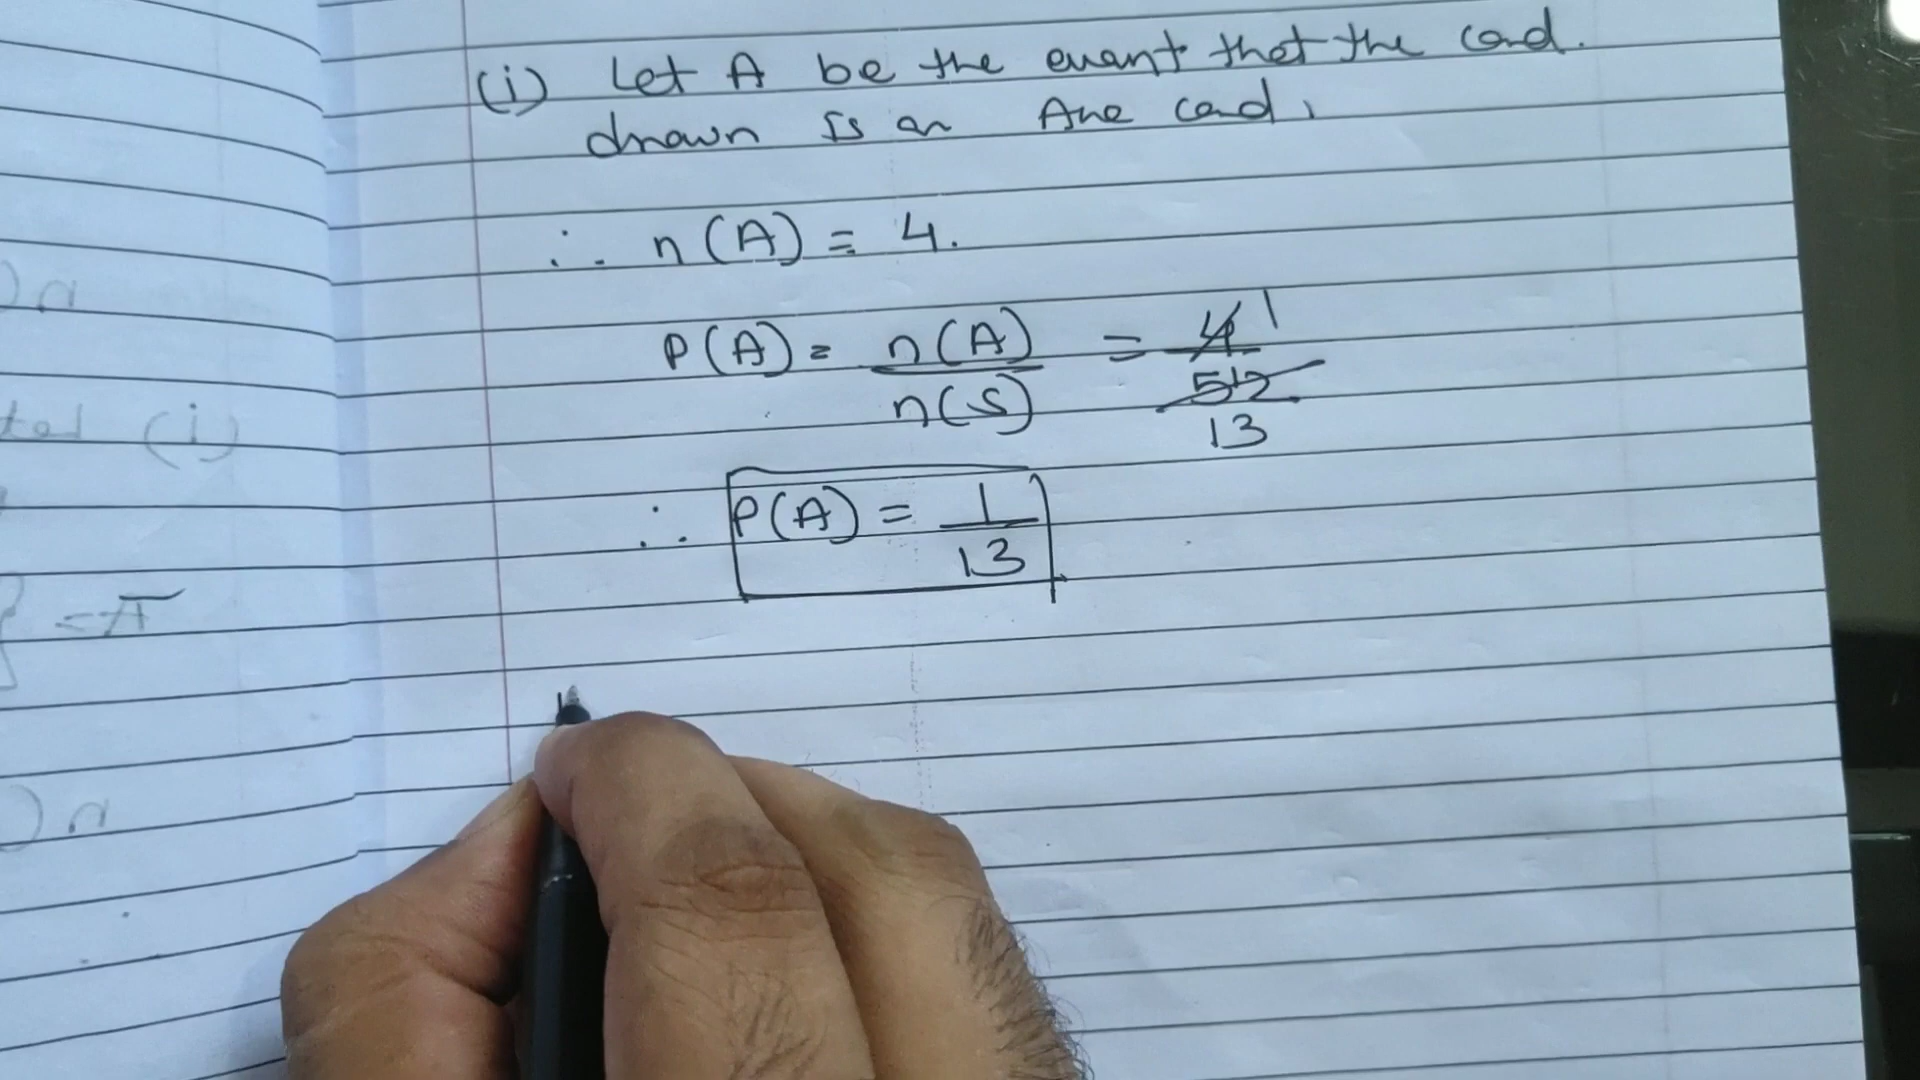 (i) Let A be the event that the card.
drawn is an Ace card.
∴ n(A) = 4.
P(A) = n(A) / n(S) = 4 1 / 52 13
∴ P(A) = 1 / 13